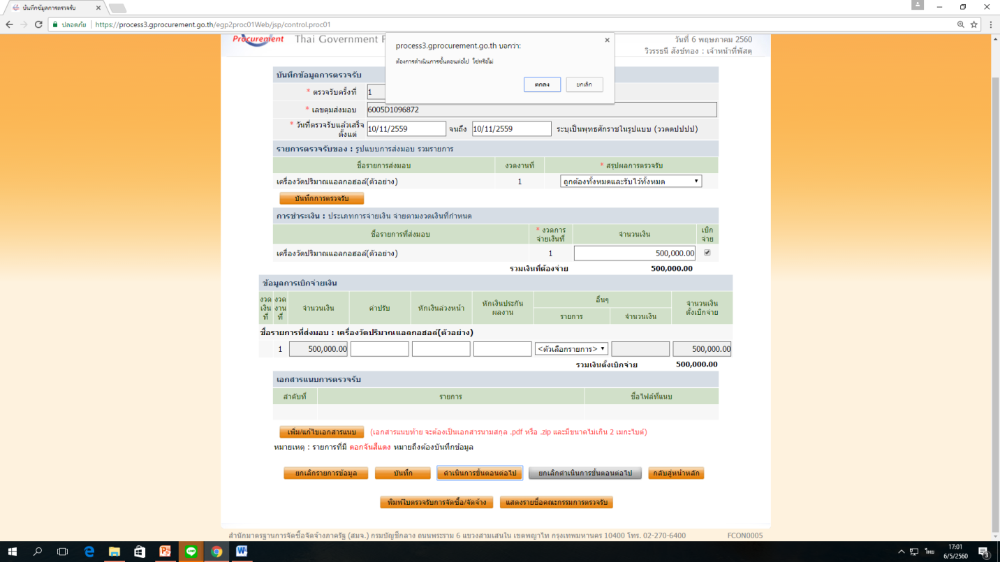 บันทึกข้อมูลการตรวจรับ
ปลอดภัย | https://process3.gprocurement.go.th/egp2proc01Web/jsp/control.proc01
Procurement Thai Government
วันที่ 6 พฤษภาคม 2560
วิวรรธนี สังข์ทอง : เจ้าหน้าที่พัสดุ
process3.gprocurement.go.th บอกว่า:
ต้องการดำเนินการขั้นตอนต่อไป ใช่หรือไม่
ตกลง ยกเลิก
บันทึกข้อมูลการตรวจรับ
* ตรวจรับครั้งที่ 1
* เลขคุมส่งมอบ 6005D1096872
* วันที่ตรวจรับแล้วเสร็จ
ตั้งแต่ 10/11/2559 จนถึง 10/11/2559 ระบุเป็นพุทธศักราชในรูปแบบ (ววดดปปปป)
รายการตรวจรับของ : รูปแบบการส่งมอบ รวมรายการ
ชื่อรายการส่งมอบ งวดงานที่ * สรุปผลการตรวจรับ
เครื่องวัดปริมาณแอลกอฮอล์(ตัวอย่าง) 1 ถูกต้องทั้งหมดและรับไว้ทั้งหมด
บันทึกการตรวจรับ
การชำระเงิน : ประเภทการจ่ายเงิน จ่ายตามงวดเงินที่กำหนด
ชื่อรายการที่ส่งมอบ * งวดการจ่ายเงินที่ จำนวนเงิน เบิกจ่าย
เครื่องวัดปริมาณแอลกอฮอล์(ตัวอย่าง) 1 500,000.00
รวมเงินที่ต้องจ่าย 500,000.00
ข้อมูลการเบิกจ่ายเงิน
งวดเงินที่ งวดงานที่ จำนวนเงิน ค่าปรับ หักเงินล่วงหน้า หักเงินประกันผลงาน อื่นๆ จำนวนเงินตั้งเบิกจ่าย
รายการ จำนวนเงิน
ชื่อรายการที่ส่งมอบ : เครื่องวัดปริมาณแอลกอฮอล์(ตัวอย่าง)
1 500,000.00 <ตัวเลือกรายการ> 500,000.00
รวมเงินตั้งเบิกจ่าย 500,000.00
เอกสารแนบการตรวจรับ
ลำดับที่ รายการ ชื่อไฟล์ที่แนบ
เพิ่ม/แก้ไขเอกสารแนบ (เอกสารแนบท้าย จะต้องเป็นเอกสารนามสกุล .pdf หรือ .zip และมีขนาดไม่เกิน 2 เมกะไบต์)
หมายเหตุ : รายการที่มี ดอกจันสีแดง หมายถึงต้องบันทึกข้อมูล
ยกเลิกรายการข้อมูล บันทึก ดำเนินการขั้นตอนต่อไป ยกเลิกดำเนินการขั้นตอนต่อไป กลับสู่หน้าหลัก
พิมพ์ใบตรวจรับการจัดซื้อ/จัดจ้าง แสดงรายชื่อคณะกรรมการตรวจรับ
สำนักมาตรฐานการจัดซื้อจัดจ้างภาครัฐ (สมจ.) กรมบัญชีกลาง ถนนพระราม 6 แขวงสามเสนใน เขตพญาไท กรุงเทพมหานคร 10400 โทร. 02-270-6400 FCON0005
ไทย
17:01
6/5/2560
3